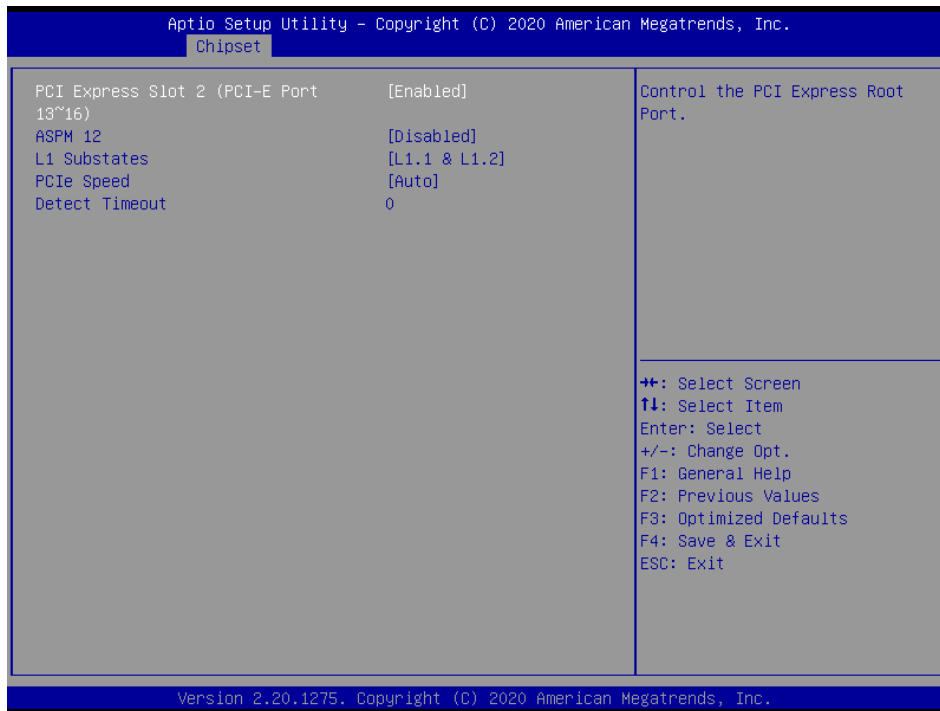 Aptio Setup Utility – Copyright (C) 2020 American Megatrends, Inc.
Chipset
PCI Express Slot 2 (PCI-E Port 13~16) [Enabled]
ASPM 12 [Disabled]
L1 Substates [L1.1 & L1.2]
PCIe Speed [Auto]
Detect Timeout 0
Control the PCI Express Root
Port.
→←: Select Screen
↑↓: Select Item
Enter: Select
+/-: Change Opt.
F1: General Help
F2: Previous Values
F3: Optimized Defaults
F4: Save & Exit
ESC: Exit
Version 2.20.1275. Copyright (C) 2020 American Megatrends, Inc.